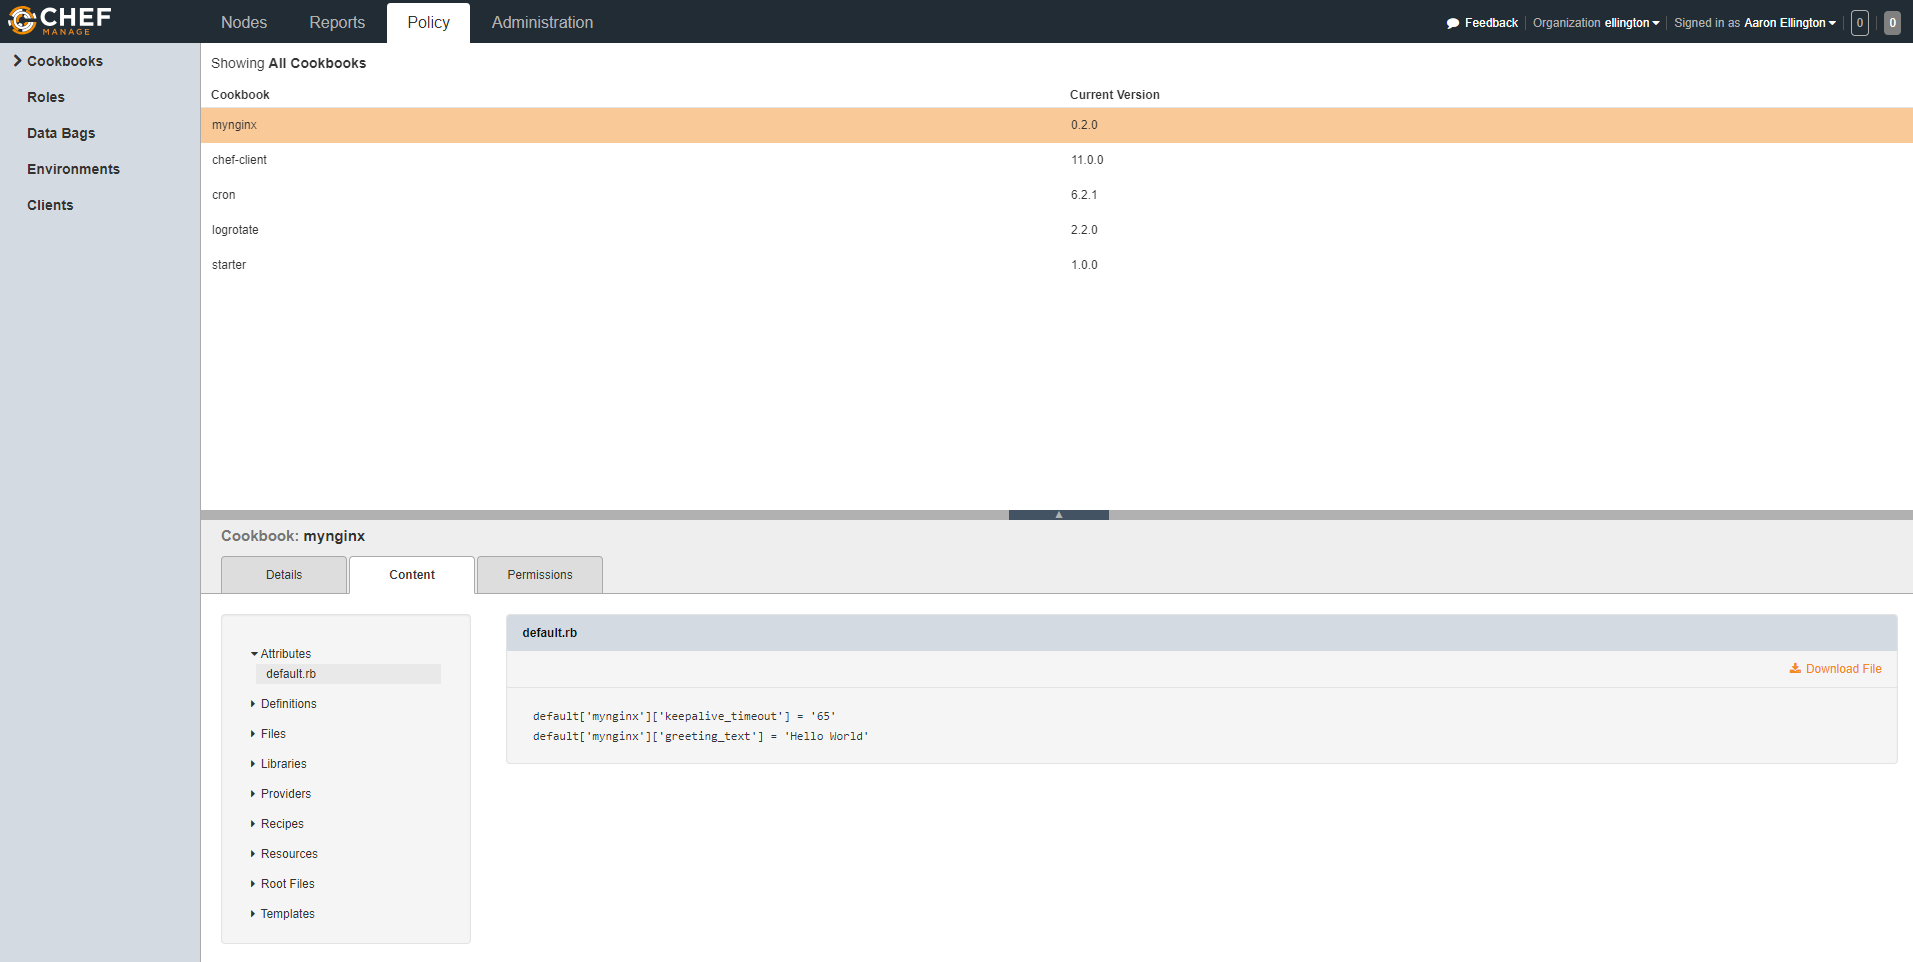 CHEF
MANAGE
Nodes Reports Policy Administration
Feedback Organization ellington Signed in as Aaron Ellington 0 0
Cookbooks
Roles
Data Bags
Environments
Clients
Showing All Cookbooks
Cookbook Current Version
mynginx 0.2.0
chef-client 11.0.0
cron 6.2.1
logrotate 2.2.0
starter 1.0.0
Cookbook: mynginx
Details Content Permissions
Attributes
default.rb
Definitions
Files
Libraries
Providers
Recipes
Resources
Root Files
Templates
default.rb
Download File
default['mynginx']['keepalive_timeout'] = '65'
default['mynginx']['greeting_text'] = 'Hello World'